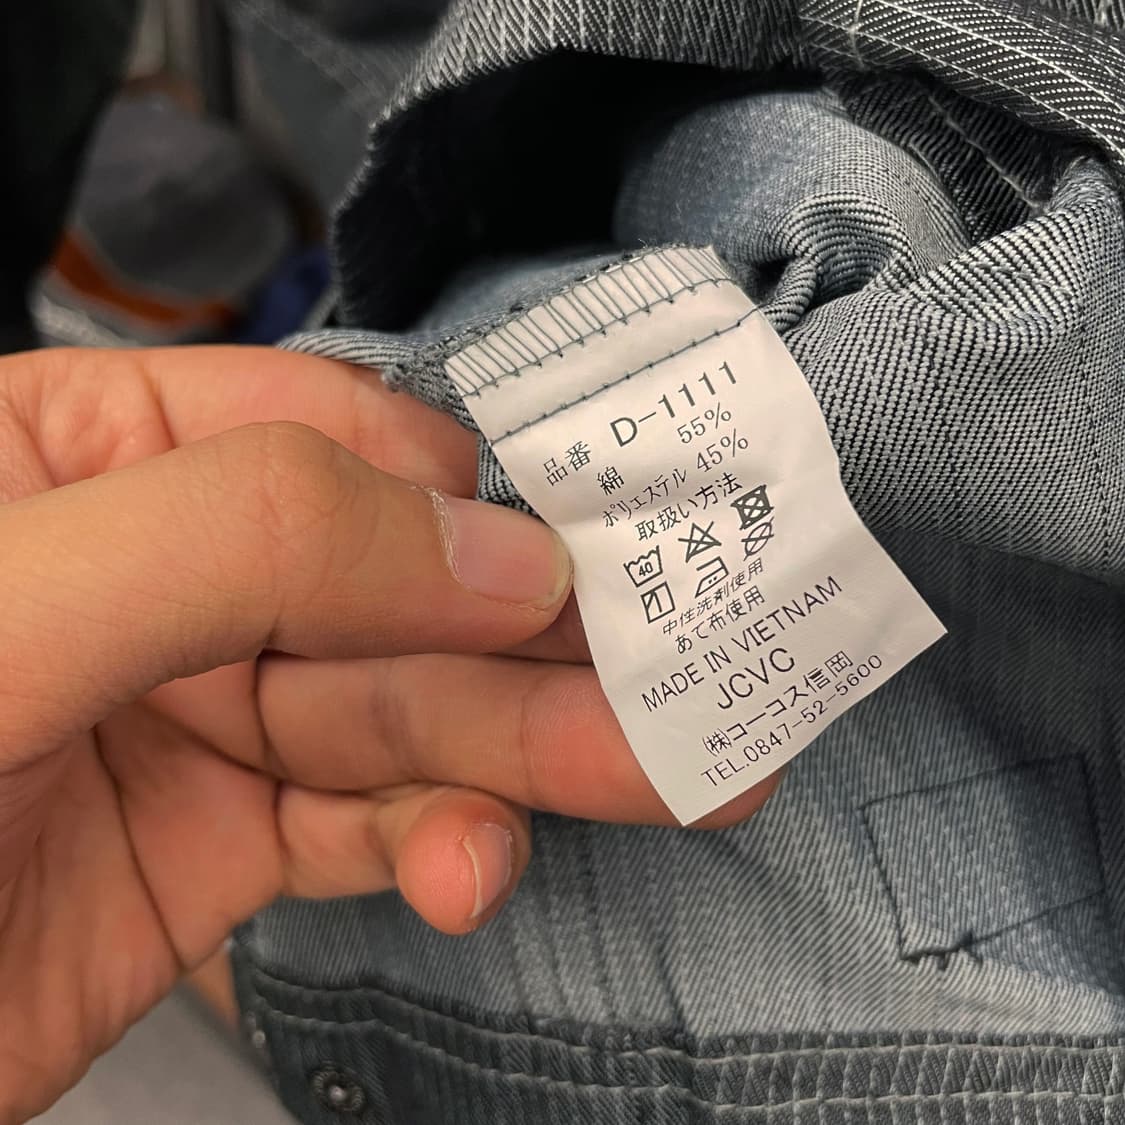 品番 D-1111
綿 55%
ポリエステル 45%
取扱い方法
40
中性洗剤使用
あて布使用
MADE IN VIETNAM
JCVC
㈱コーコス信岡
TEL.0847-52-5600